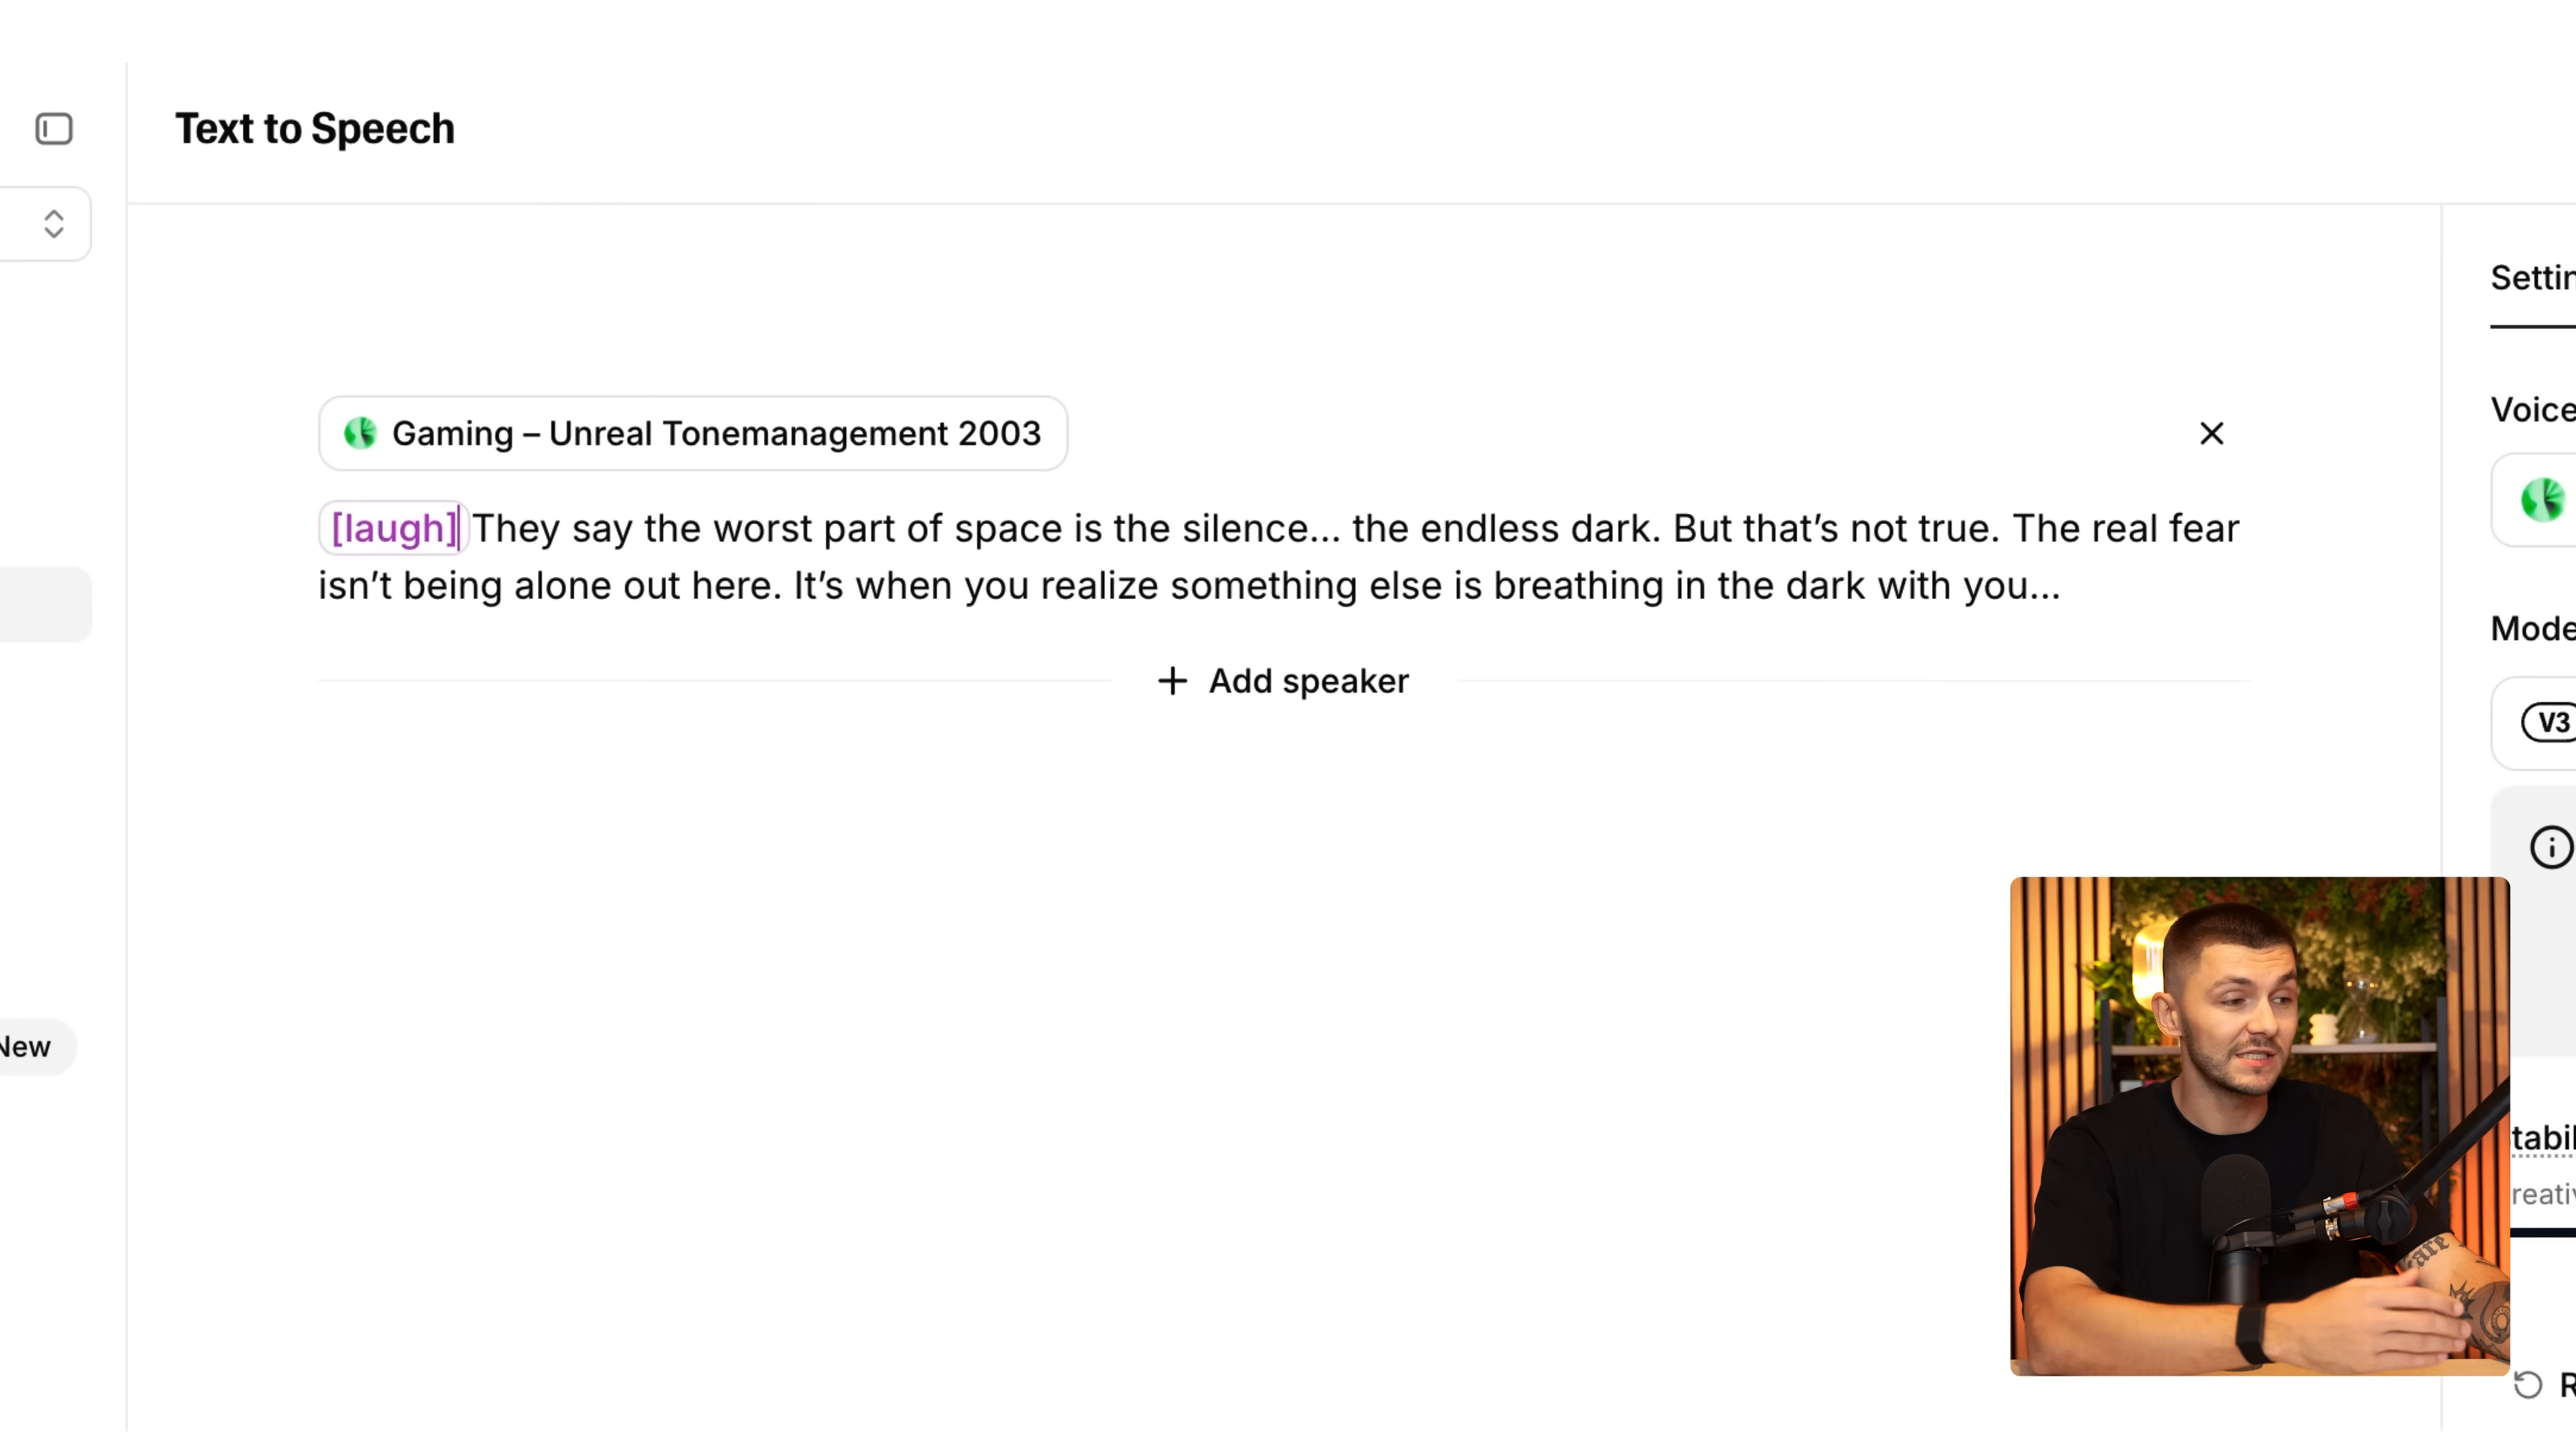 Text to Speech
Settin
Gaming – Unreal Tonemanagement 2003
Voice
[laugh] They say the worst part of space is the silence... the endless dark. But that’s not true. The real fear
isn’t being alone out here. It’s when you realize something else is breathing in the dark with you...
Mode
Add speaker
V3
New
tabil
reativ
R